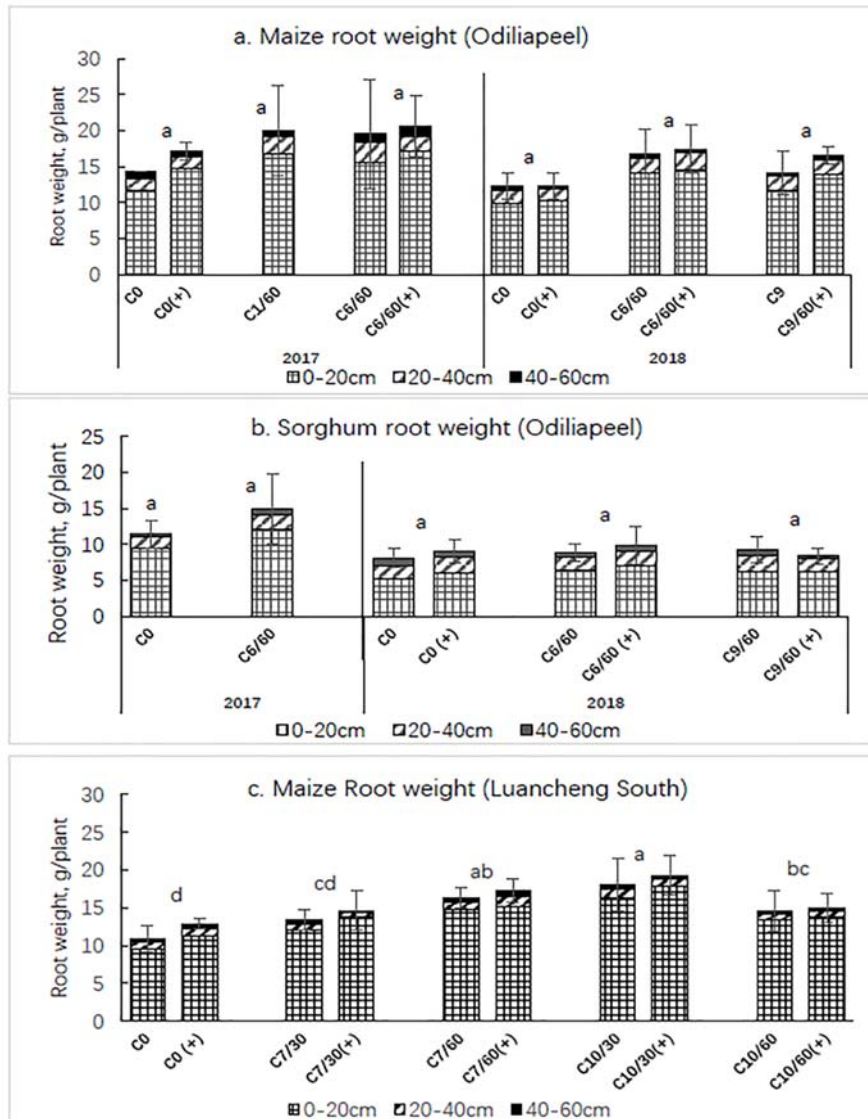 a. Maize root weight (Odiliapeel)
Root weight, g/plant
30
25
20
15
10
5
0
a
a
a
a
a
a
C0
C0(+)
C1/60
C6/60
C6/60(+)
C0
C0(+)
C6/60
C6/60(+)
C9
C9/60(+)
2017
2018
0-20cm 20-40cm 40-60cm
b. Sorghum root weight (Odiliapeel)
Root weight, g/plant
25
20
15
10
5
0
a
a
a
a
a
C0
C6/60
C0
C0 (+)
C6/60
C6/60 (+)
C9/60
C9/60 (+)
2017
2018
0-20cm 20-40cm 40-60cm
c. Maize Root weight (Luancheng South)
Root weight, g/plant
30
25
20
15
10
5
0
d
cd
ab
a
bc
C0
C0 (+)
C7/30
C7/30(+)
C7/60
C7/60(+)
C10/30
C10/30(+)
C10/60
C10/60(+)
0-20cm 20-40cm 40-60cm